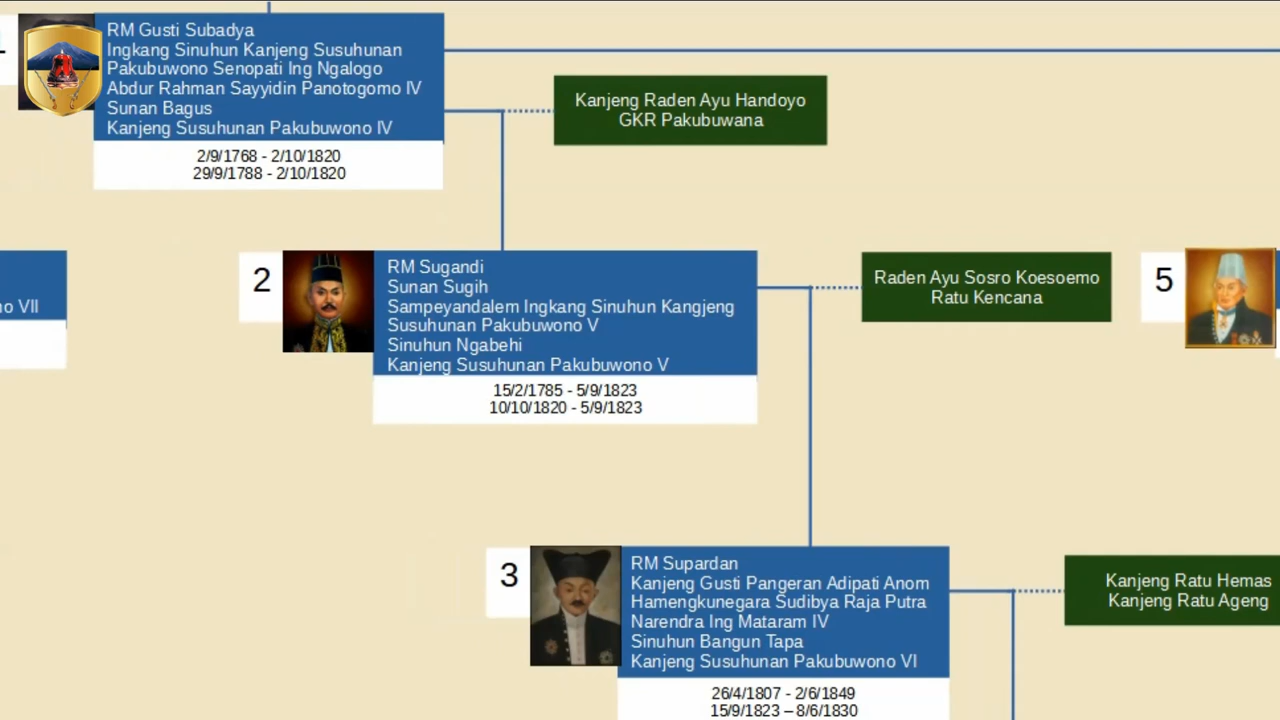 1
RM Gusti Subadya
Ingkang Sinuhun Kanjeng Susuhunan
Pakubuwono Senopati Ing Ngalogo
Abdur Rahman Sayyidin Panotogomo IV
Sunan Bagus
Kanjeng Susuhunan Pakubuwono IV
2/9/1768 - 2/10/1820
29/9/1788 - 2/10/1820
Kanjeng Raden Ayu Handoyo
GKR Pakubuwana
VII
2
RM Sugandi
Sunan Sugih
Sampeyandalem Ingkang Sinuhun Kangjeng
Susuhunan Pakubuwono V
Sinuhun Ngabehi
Kanjeng Susuhunan Pakubuwono V
15/2/1785 - 5/9/1823
10/10/1820 - 5/9/1823
Raden Ayu Sosro Koesoemo
Ratu Kencana
5
3
RM Supardan
Kanjeng Gusti Pangeran Adipati Anom
Hamengkunegara Sudibya Raja Putra
Narendra Ing Mataram IV
Sinuhun Bangun Tapa
Kanjeng Susuhunan Pakubuwono VI
26/4/1807 - 2/6/1849
15/9/1823 – 8/6/1830
Kanjeng Ratu Hemas
Kanjeng Ratu Ageng